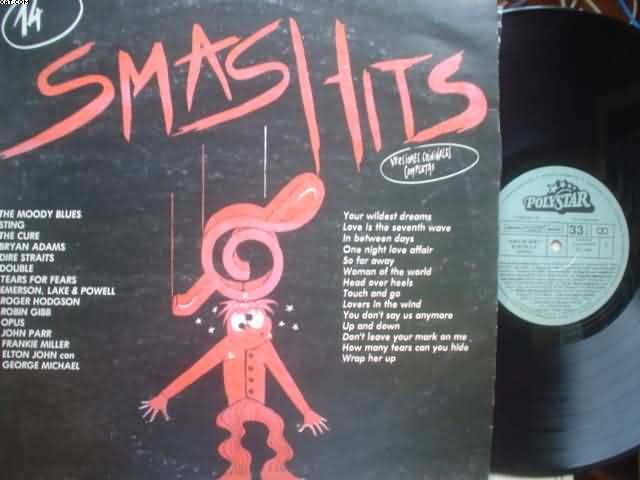 14
SMASH HITS
VERSIONES ORIGINALES
COMPLETAS
THE MOODY BLUES
STING
THE CURE
BRYAN ADAMS
DIRE STRAITS
DOUBLE
TEARS FOR FEARS
EMERSON, LAKE & POWELL
ROGER HODGSON
ROBIN GIBB
OPUS
JOHN PARR
FRANKIE MILLER
ELTON JOHN con
GEORGE MICHAEL
Your wildest dreams
Love is the seventh wave
In between days
One night love affair
So far away
Woman of the world
Head over heels
Touch and go
Lovers in the wind
You don't say us anymore
Up and down
Don't leave your mark on me
How many tears can you hide
Wrap her up
POLYSTAR
33